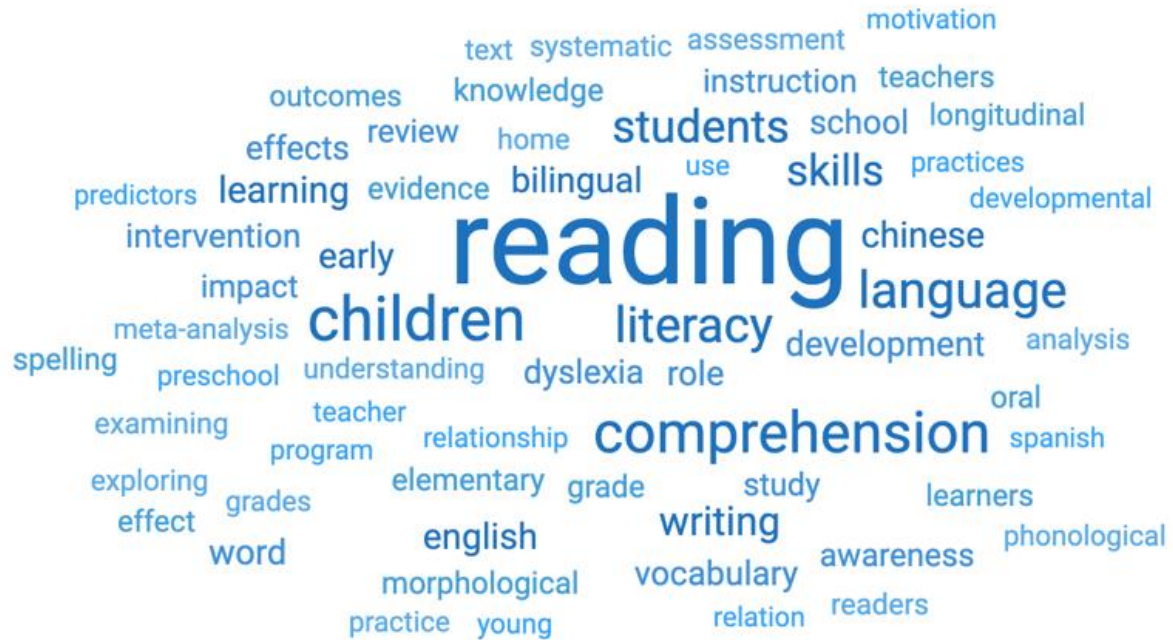 motivation
text systematic assessment
outcomes knowledge instruction teachers
effects review home students school longitudinal
predictors learning evidence bilingual use skills practices
developmental
intervention early reading chinese
impact children literacy language
meta-analysis development analysis
spelling preschool understanding dyslexia role
examining teacher oral
program relationship comprehension spanish
exploring grades elementary grade study learners
effect english writing phonological
word morphological vocabulary awareness
practice young relation readers